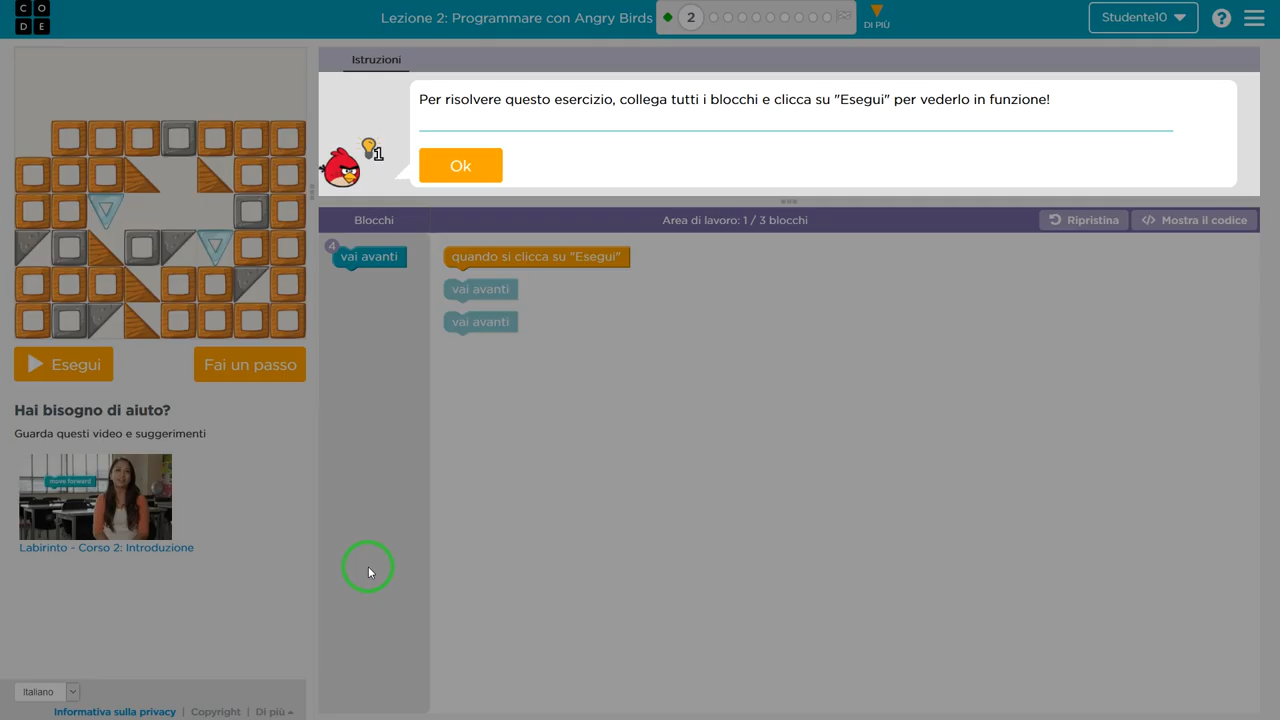 C O
D E
Lezione 2: Programmare con Angry Birds
2
DI PIÙ
Studente10
?
Istruzioni
Per risolvere questo esercizio, collega tutti i blocchi e clicca su "Esegui" per vederlo in funzione!
1
Ok
Blocchi
Area di lavoro: 1 / 3 blocchi
Ripristina
Mostra il codice
4
vai avanti
quando si clicca su "Esegui"
vai avanti
vai avanti
Esegui
Fai un passo
Hai bisogno di aiuto?
Guarda questi video e suggerimenti
move forward
Labirinto - Corso 2: Introduzione
Italiano
Informativa sulla privacy | Copyright | Di più